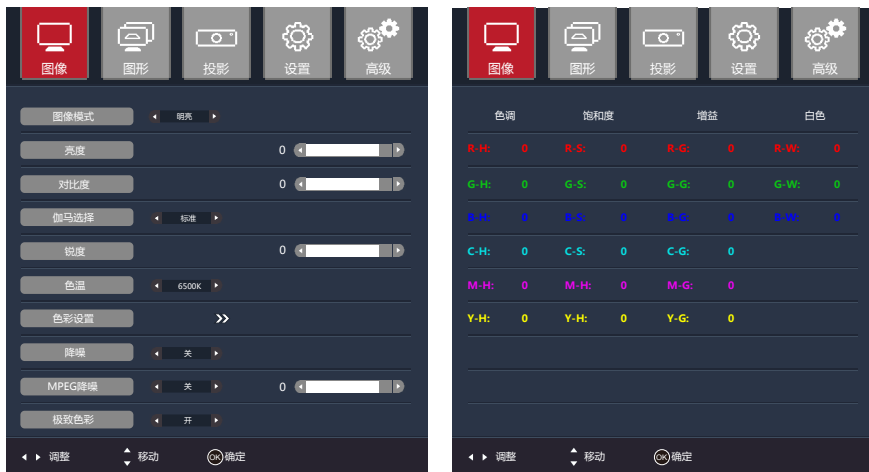 图像 图形 投影 设置 高级
图像模式 明亮
亮度 0
对比度 0
伽马选择 标准
锐度 0
色温 6500K
色彩设置 >>
降噪 关
MPEG降噪 关 0
极致色彩 开
调整 移动 OK 确定
图像 图形 投影 设置 高级
色调 饱和度 增益 白色
R-H: 0 R-S: 0 R-G: 0 R-W: 0
G-H: 0 G-S: 0 G-G: 0 G-W: 0
B-H: 0 B-S: 0 B-G: 0 B-W: 0
C-H: 0 C-S: 0 C-G: 0
M-H: 0 M-H: 0 M-G: 0
Y-H: 0 Y-H: 0 Y-G: 0
调整 移动 OK 确定